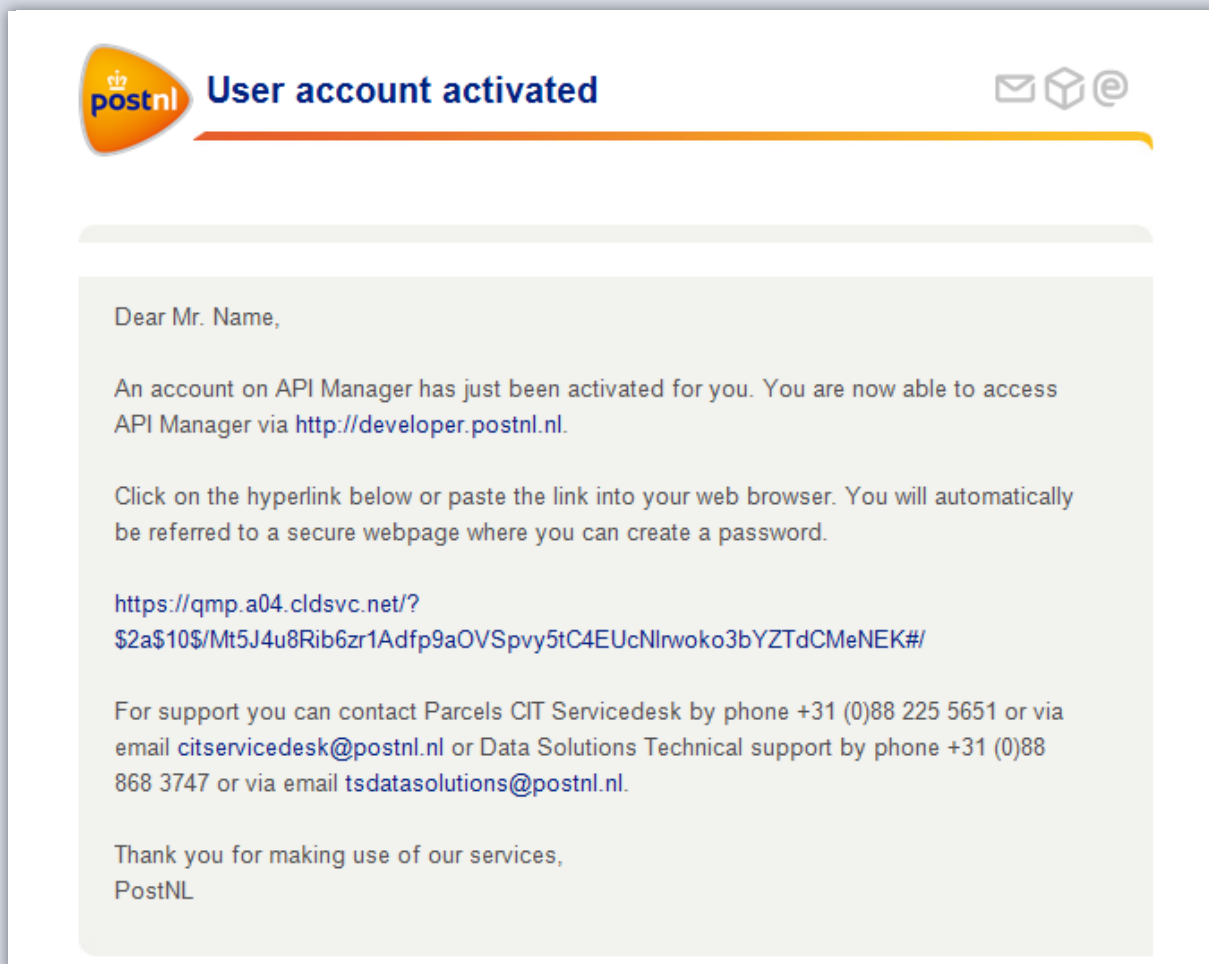 postnl
User account activated
Dear Mr. Name,
An account on API Manager has just been activated for you. You are now able to access
API Manager via http://developer.postnl.nl.
Click on the hyperlink below or paste the link into your web browser. You will automatically
be referred to a secure webpage where you can create a password.
https://qmp.a04.cldsvc.net/?
$2a$10$/Mt5J4u8Rib6zr1Adfp9aOVSpvy5tC4EUcNlrwoko3bYZTdCMeNEK#/
For support you can contact Parcels CIT Servicedesk by phone +31 (0)88 225 5651 or via
email citservicedesk@postnl.nl or Data Solutions Technical support by phone +31 (0)88
868 3747 or via email tsdatasolutions@postnl.nl.
Thank you for making use of our services,
PostNL